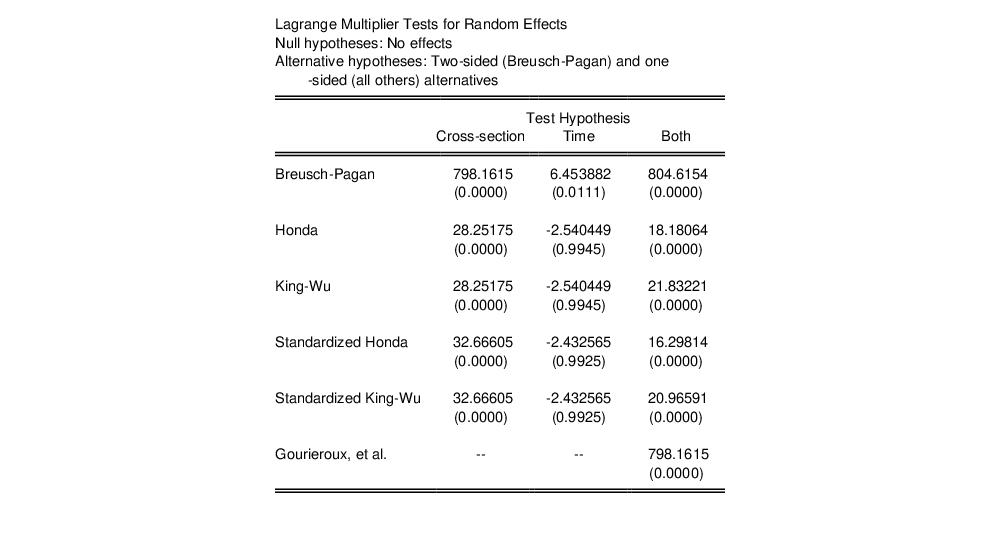 Lagrange Multiplier Tests for Random Effects
Null hypotheses: No effects
Alternative hypotheses: Two-sided (Breusch-Pagan) and one
-sided (all others) alternatives
Test Hypothesis
Cross-section Time Both
Breusch-Pagan 798.1615 6.453882 804.6154
(0.0000) (0.0111) (0.0000)
Honda 28.25175 -2.540449 18.18064
(0.0000) (0.9945) (0.0000)
King-Wu 28.25175 -2.540449 21.83221
(0.0000) (0.9945) (0.0000)
Standardized Honda 32.66605 -2.432565 16.29814
(0.0000) (0.9925) (0.0000)
Standardized King-Wu 32.66605 -2.432565 20.96591
(0.0000) (0.9925) (0.0000)
Gourieroux, et al. -- -- 798.1615
(0.0000)